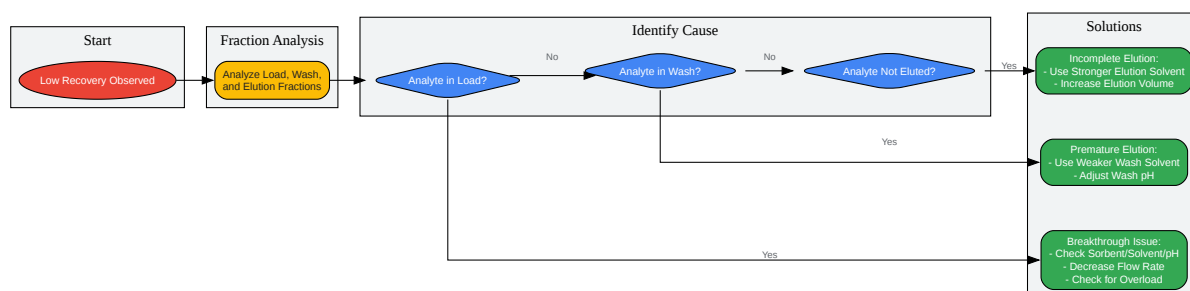 Start
Low Recovery Observed
Fraction Analysis
Analyze Load, Wash,
and Elution Fractions
Identify Cause
Analyte in Load?
No
Analyte in Wash?
No
Analyte Not Eluted?
Yes
Yes
Yes
Solutions
Incomplete Elution:
- Use Stronger Elution Solvent
- Increase Elution Volume
Premature Elution:
- Use Weaker Wash Solvent
- Adjust Wash pH
Breakthrough Issue:
- Check Sorbent/Solvent/pH
- Decrease Flow Rate
- Check for Overload